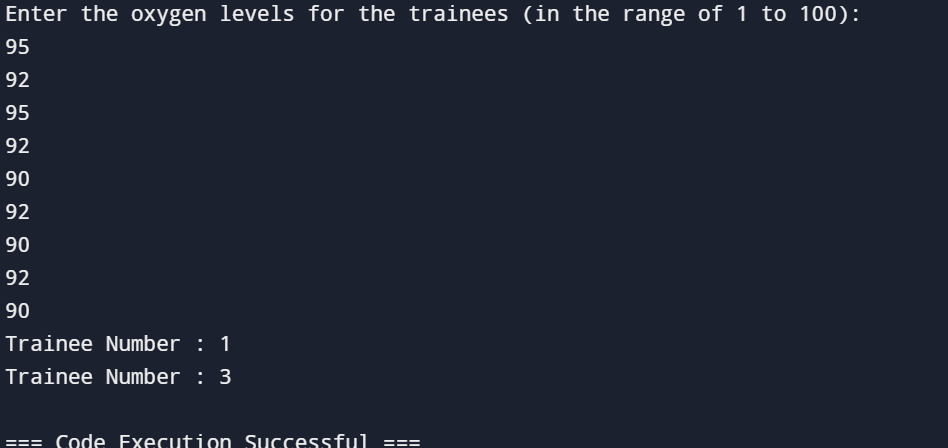 Enter the oxygen levels for the trainees (in the range of 1 to 100):
95
92
95
92
90
92
90
92
90
Trainee Number : 1
Trainee Number : 3
=== Code Execution Successful ===